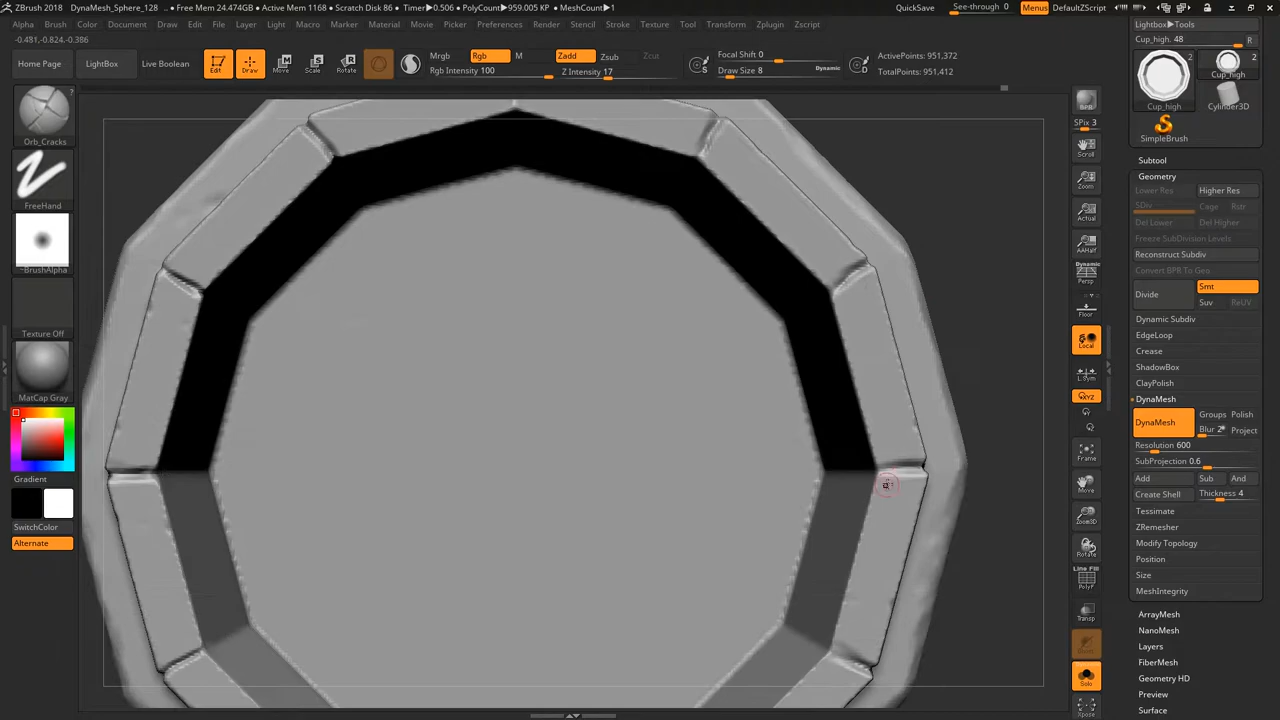 ZBrush 2018 DynaMesh_Sphere_128 .. • Free Mem 24.474GB • Active Mem 1168 • Scratch Disk 86 • Timer▶0.506 • PolyCount▶959.005 KP • MeshCount▶1 QuickSave See-through 0 Menus DefaultZScript
Alpha Brush Color Document Draw Edit File Layer Light Macro Marker Material Movie Picker Preferences Render Stencil Stroke Texture Tool Transform Zplugin Zscript
-0.481,-0.824,-0.386
Home Page LightBox Live Boolean Edit Draw Move Scale Rotate
Mrgb Rgb M Zadd Zsub Zcut
Rgb Intensity 100 Z Intensity 17
Focal Shift 0
Draw Size 8 Dynamic
S D
ActivePoints: 951,372
TotalPoints: 951,412
Orb_Cracks
FreeHand
~BrushAlpha
Texture Off
MatCap Gray
Gradient
SwitchColor
Alternate
BPR
SPix 3
Scroll
Zoom
Actual
AAHalf
Dynamic
Persp
Floor
Local
L.Sym
XYZ
Frame
Move
Zoom3D
Rotate
Line Fill
PolyF
Transp
Solo
Xpose
Lightbox▶Tools
Cup_high. 48 R
2 2
Cup_high
Cup_high Cylinder3D
SimpleBrush
Subtool
Geometry
Lower Res Higher Res
SDiv Cage Rstr
Del Lower Del Higher
Freeze SubDivision Levels
Reconstruct Subdiv
Convert BPR To Geo
Divide Smt
Suv ReUV
Dynamic Subdiv
EdgeLoop
Crease
ShadowBox
ClayPolish
DynaMesh
DynaMesh Groups Polish
Blur 2 Project
Resolution 600
SubProjection 0.6
Add Sub And
Create Shell Thickness 4
Tessimate
ZRemesher
Modify Topology
Position
Size
MeshIntegrity
ArrayMesh
NanoMesh
Layers
FiberMesh
Geometry HD
Preview
Surface